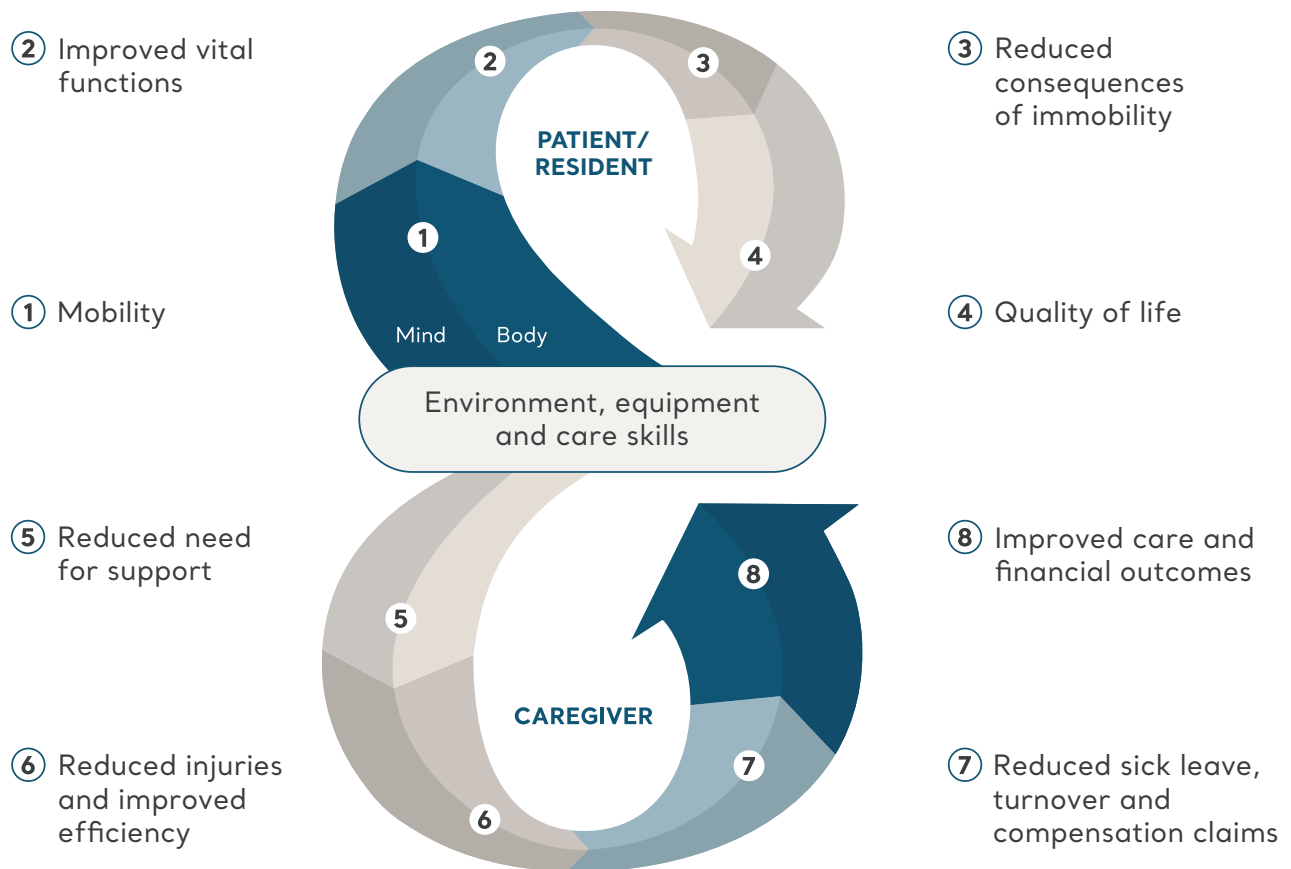 2 Improved vital
functions
1 Mobility
5 Reduced need
for support
6 Reduced injuries
and improved
efficiency
2
3
PATIENT/
RESIDENT
1
4
Mind Body
Environment, equipment
and care skills
8
5
CAREGIVER
7
6
3 Reduced
consequences
of immobility
4 Quality of life
8 Improved care and
financial outcomes
7 Reduced sick leave,
turnover and
compensation claims